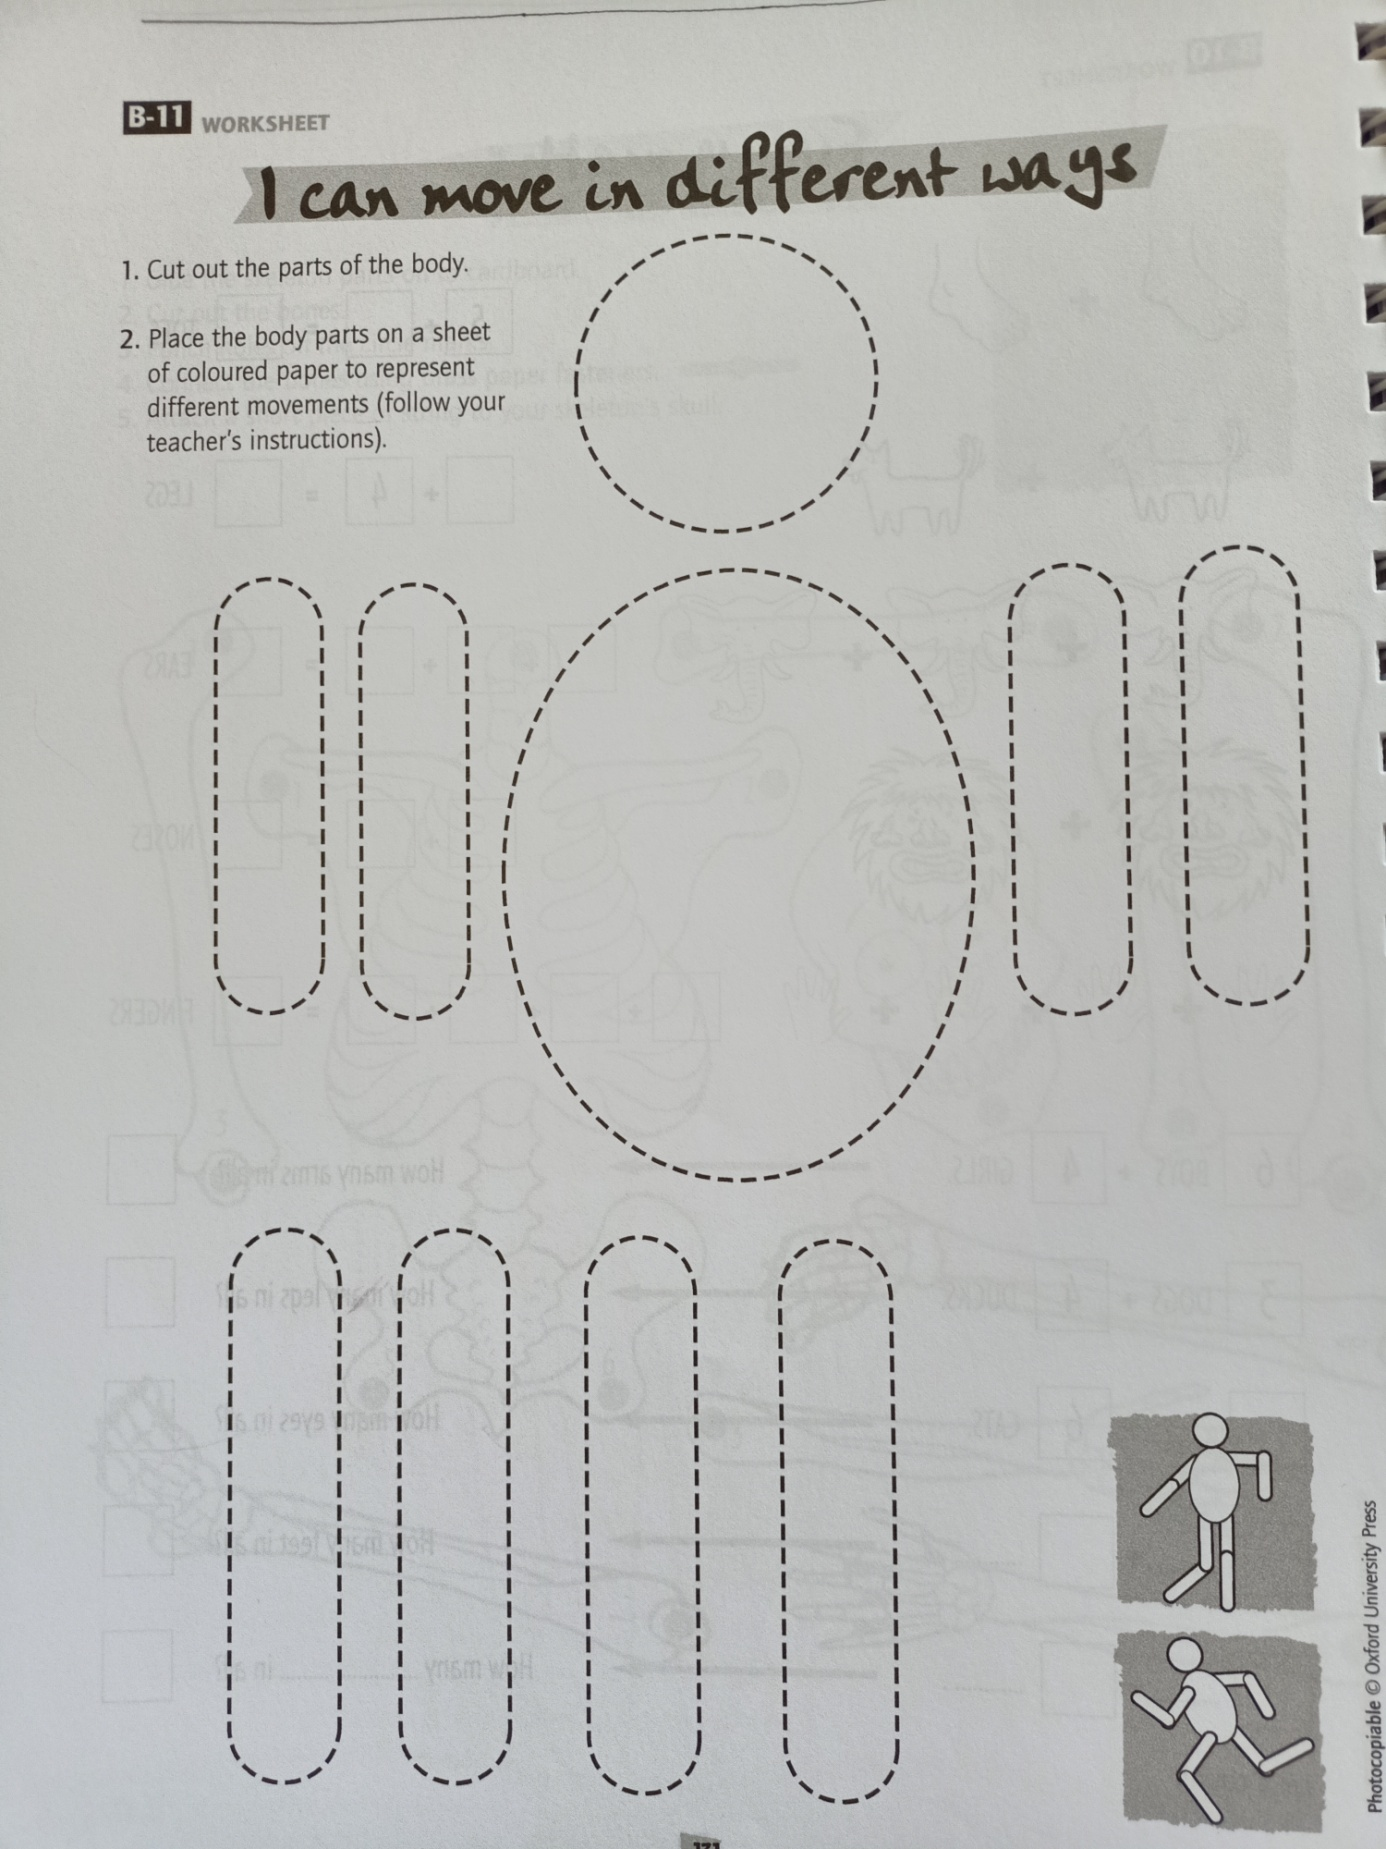 B-11 WORKSHEET
I can move in different ways
1. Cut out the parts of the body.
2. Place the body parts on a sheet
of coloured paper to represent
different movements (follow your
teacher's instructions).
Photocopiable © Oxford University Press